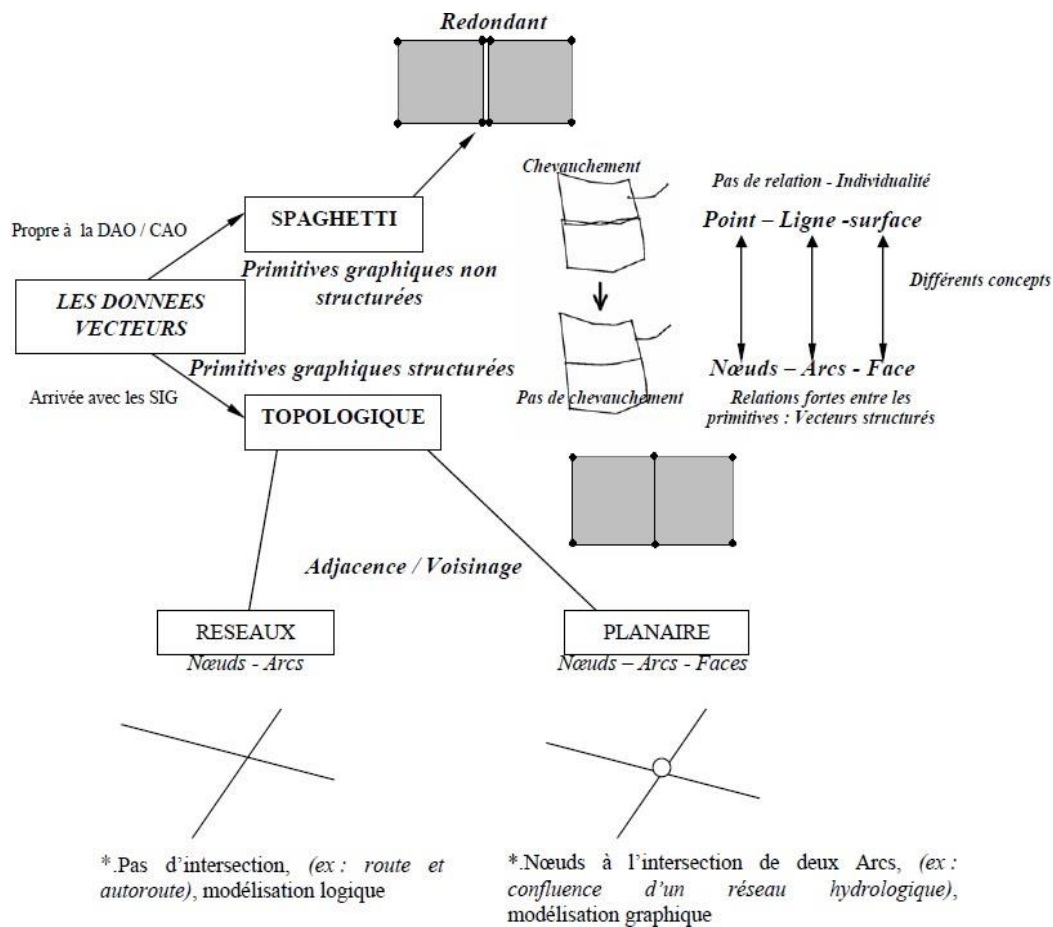 Redondant
Chevauchement
Pas de relation - Individualité
SPAGHETTI
Point – Ligne -surface
Propre à la DAO / CAO
Primitives graphiques non
structurées
Différents concepts
LES DONNEES
VECTEURS
Primitives graphiques structurées
Nœuds – Arcs - Face
Arrivée avec les SIG
Pas de chevauchement
Relations fortes entre les
primitives : Vecteurs structurés
TOPOLOGIQUE
Adjacence / Voisinage
RESEAUX
Nœuds - Arcs
PLANAIRE
Nœuds – Arcs - Faces
*.Pas d’intersection, (ex : route et
autoroute), modélisation logique
*.Nœuds à l’intersection de deux Arcs, (ex :
confluence d’un réseau hydrologique),
modélisation graphique